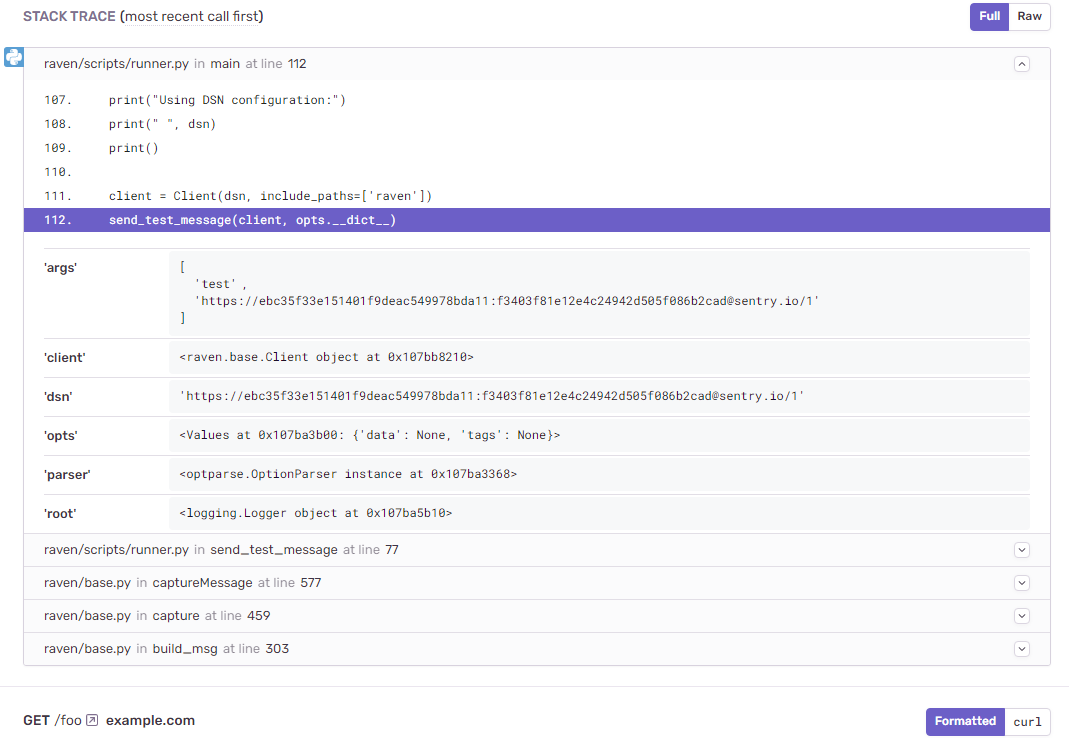 STACK TRACE (most recent call first)
Full Raw
raven/scripts/runner.py in main at line 112
107. print("Using DSN configuration:")
108. print(" ", dsn)
109. print()
110.
111. client = Client(dsn, include_paths=['raven'])
112. send_test_message(client, opts.__dict__)
'args' [
'test' ,
'https://ebc35f33e151401f9deac549978bda11:f3403f81e12e4c24942d505f086b2cad@sentry.io/1'
]
'client' <raven.base.Client object at 0x107bb8210>
'dsn' 'https://ebc35f33e151401f9deac549978bda11:f3403f81e12e4c24942d505f086b2cad@sentry.io/1'
'opts' <Values at 0x107ba3b00: {'data': None, 'tags': None}>
'parser' <optparse.OptionParser instance at 0x107ba3368>
'root' <logging.Logger object at 0x107ba5b10>
raven/scripts/runner.py in send_test_message at line 77
raven/base.py in captureMessage at line 577
raven/base.py in capture at line 459
raven/base.py in build_msg at line 303
GET /foo example.com
Formatted curl